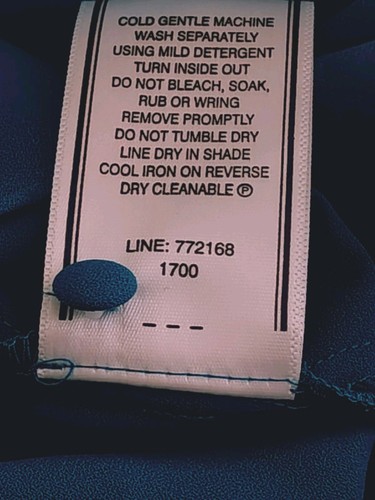 COLD GENTLE MACHINE
WASH SEPARATELY
USING MILD DETERGENT
TURN INSIDE OUT
DO NOT BLEACH, SOAK,
RUB OR WRING
REMOVE PROMPTLY
DO NOT TUMBLE DRY
LINE DRY IN SHADE
COOL IRON ON REVERSE
DRY CLEANABLE Ⓟ
LINE: 772168
1700
- - -